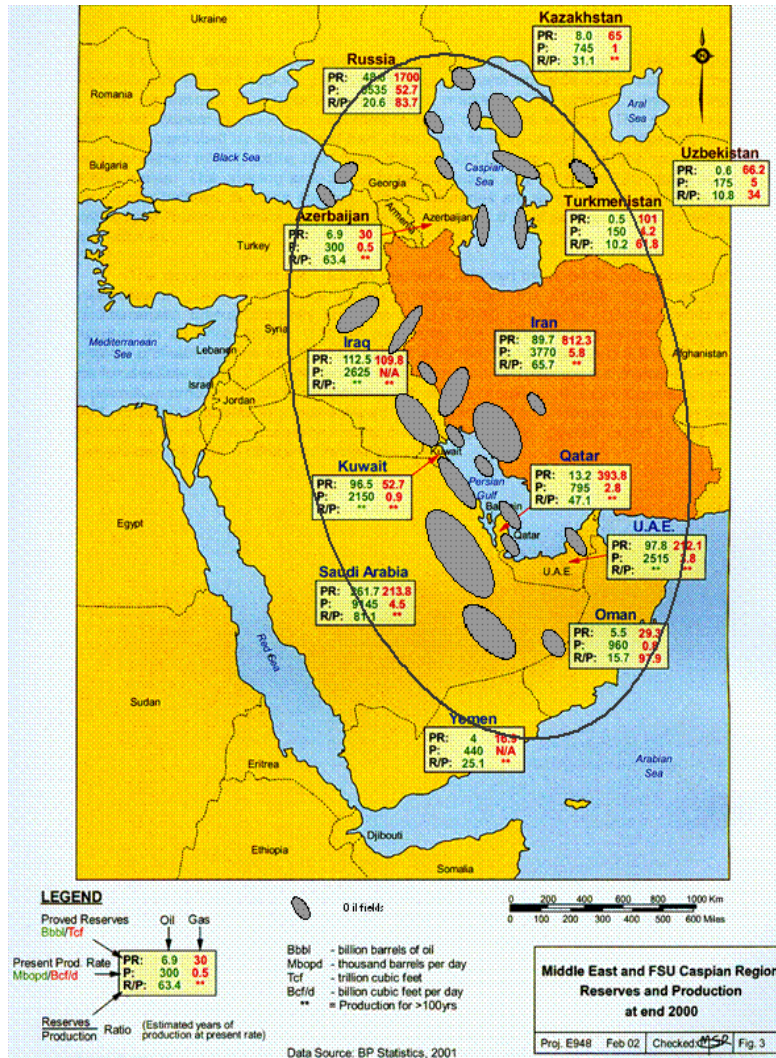 Ukraine
Kazakhstan
PR: 8.0 65
P: 745 1
R/P: 31.1 **
Russia
PR: 48.6 1700
P: 6535 52.7
R/P: 20.6 83.7
Romania
Aral
Sea
Bulgaria
Black Sea
Caspian
Sea
Uzbekistan
PR: 0.6 66.2
P: 175 5
R/P: 10.8 34
Georgia
Turkmenistan
PR: 0.5 101
P: 150 4.2
R/P: 10.2 61.8
Azerbaijan
PR: 6.9 30
P: 300 0.5
R/P: 63.4 **
Armenia
Azerbaijan
Turkey
Iran
PR: 89.7 812.3
P: 3770 5.8
R/P: 65.7 **
Syria
Iraq
PR: 112.5 109.8
P: 2625 N/A
R/P: ** **
Mediterranean
Sea
Lebanon
Afghanistan
Israel
Jordan
Kuwait
Kuwait
PR: 96.5 52.7
P: 2150 0.9
R/P: ** **
Qatar
PR: 13.2 393.8
P: 795 2.8
R/P: 47.1 **
Persian
Gulf
Qatar
Egypt
U.A.E.
PR: 97.8 212.1
P: 2515 3.8
R/P: ** **
U.A.E.
Saudi Arabia
PR: 261.7 213.8
P: 9145 4.5
R/P: 81.1 **
Oman
PR: 5.5 29.3
P: 960
R/P: 15.7 97.9
Red Sea
Sudan
Yemen
PR: 4 16.9
P: 440 N/A
R/P: 25.1 **
Eritrea
Arabian
Sea
Djibouti
Ethiopia
Somalia
LEGEND
Proved Reserves
Bbbl/Tcf
Oil Gas
Present Prod. Rate
Mbopd/Bcf/d
PR: 6.9 30
P: 300 0.5
R/P: 63.4 **
Reserves
Production Ratio (Estimated years of
production at present rate)
Oil fields
Bbbl - billion barrels of oil
Mbopd - thousand barrels per day
Tcf - trillion cubic feet
Bcf/d - billion cubic feet per day
** = Production for >100yrs
Data Source: BP Statistics, 2001
0 200 400 600 800 1000 Km
0 100 200 300 400 500 600 Miles
Middle East and FSU Caspian Region
Reserves and Production
at end 2000
Proj. E948 Feb 02 Checked: MSR Fig. 3